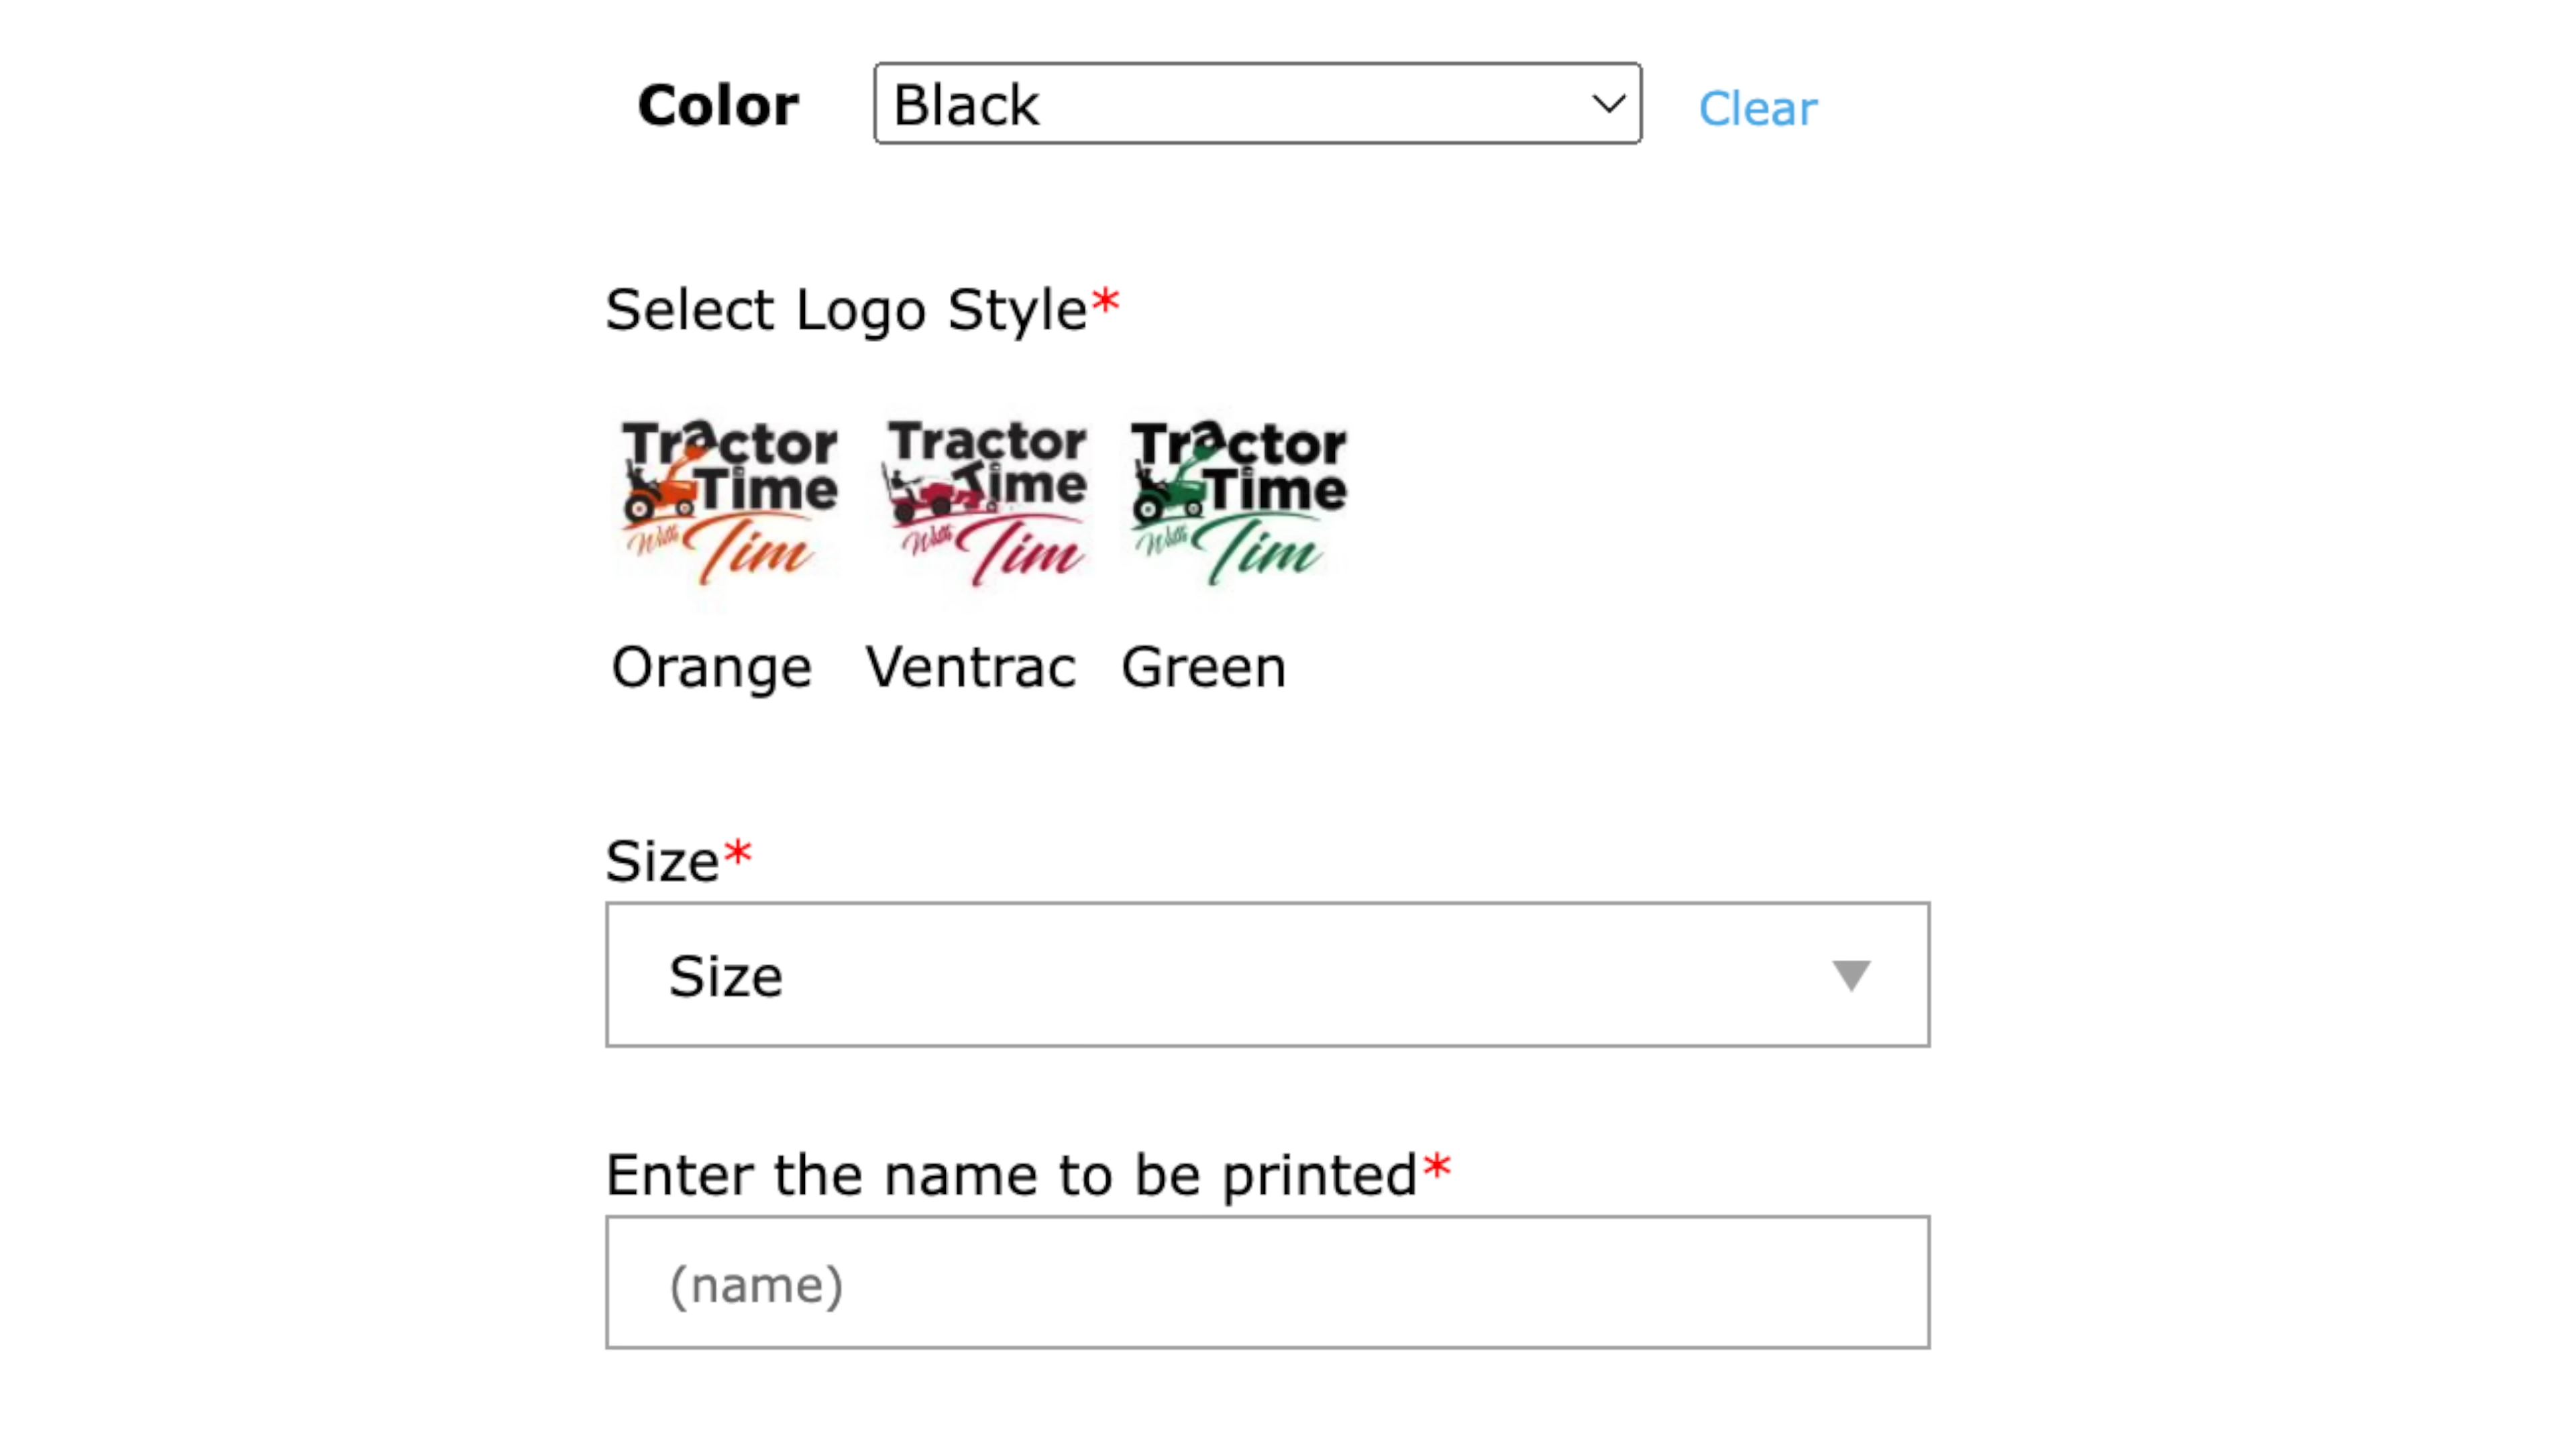 Color Black Clear
Select Logo Style*
Tractor Time With Tim
Tractor Time With Tim
Tractor Time With Tim
Orange Ventrac Green
Size*
Size
Enter the name to be printed*
(name)